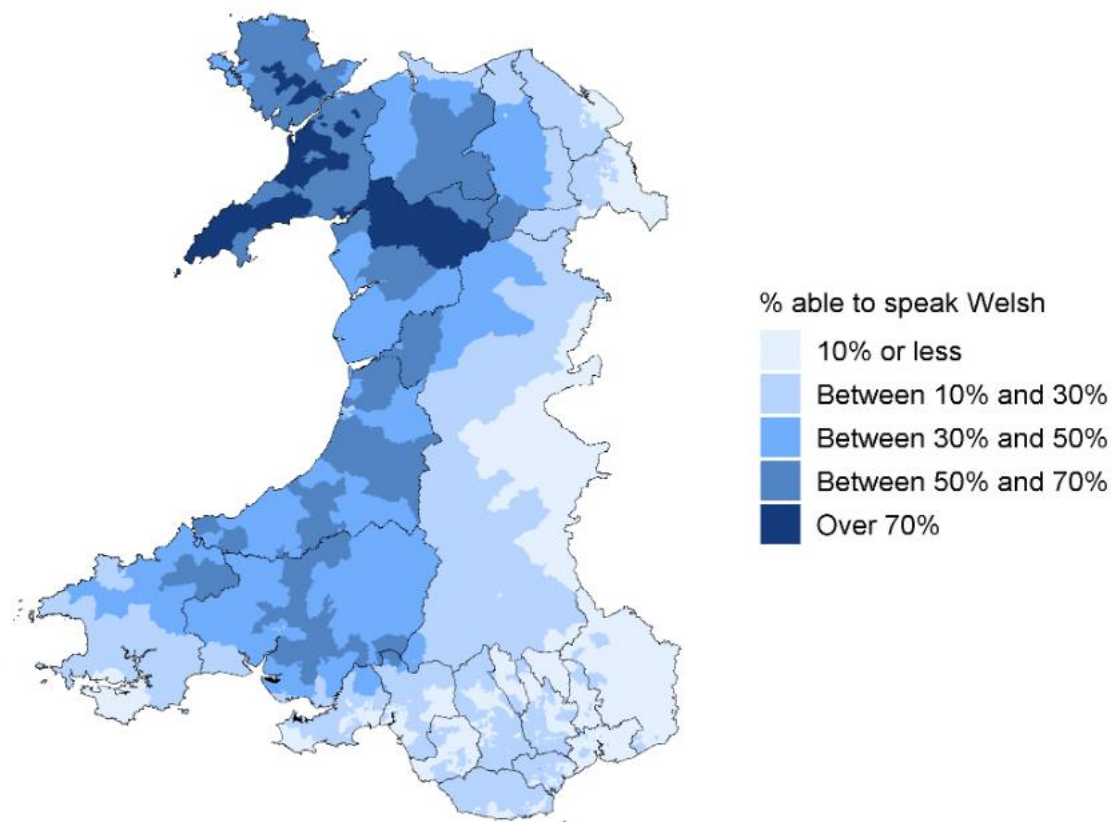 % able to speak Welsh
10% or less
Between 10% and 30%
Between 30% and 50%
Between 50% and 70%
Over 70%